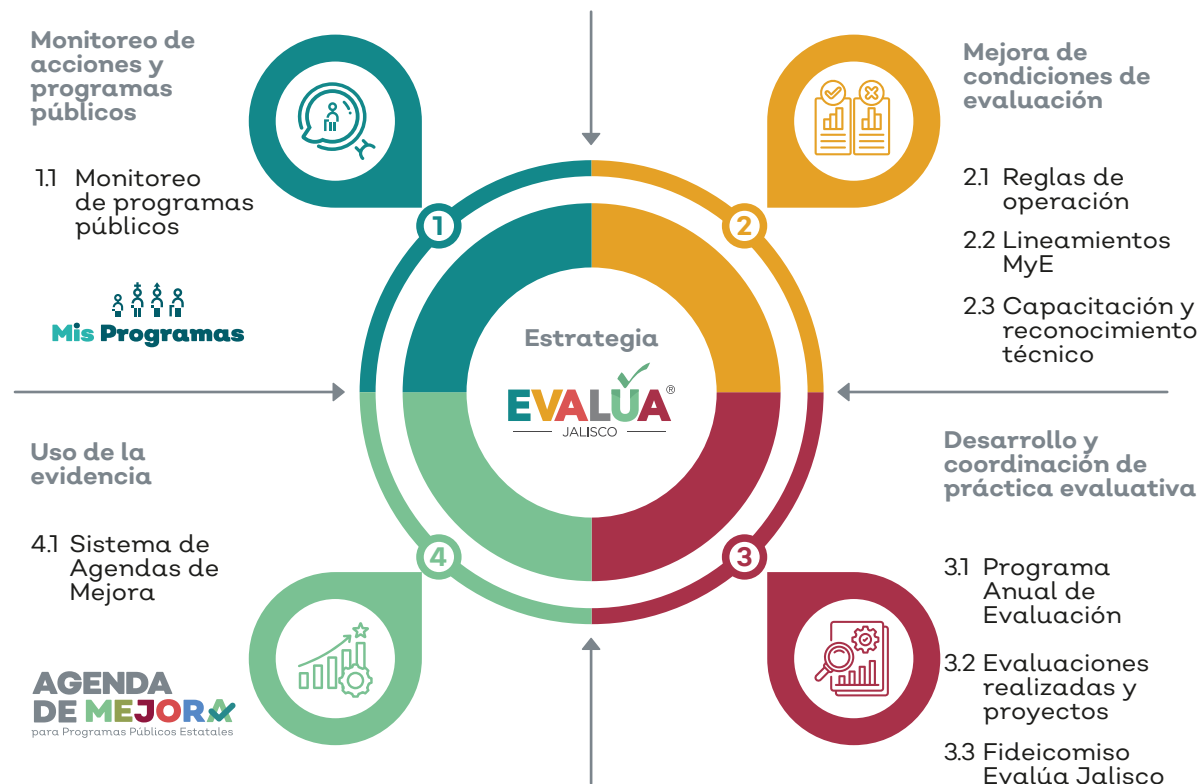 Monitoreo de
acciones y
programas
públicos
1.1 Monitoreo
de programas
públicos
Mis Programas
1
Mejora de
condiciones de
evaluación
2.1 Reglas de
operación
2.2 Lineamientos
MyE
2.3 Capacitación y
reconocimiento
técnico
2
Estrategia
EVALÚA®
JALISCO
Uso de la
evidencia
4.1 Sistema de
Agendas de
Mejora
AGENDA
DE MEJORA
para Programas Públicos Estatales
4
Desarrollo y
coordinación de
práctica evaluativa
3.1 Programa
Anual de
Evaluación
3.2 Evaluaciones
realizadas y
proyectos
3.3 Fideicomiso
Evalúa Jalisco
3